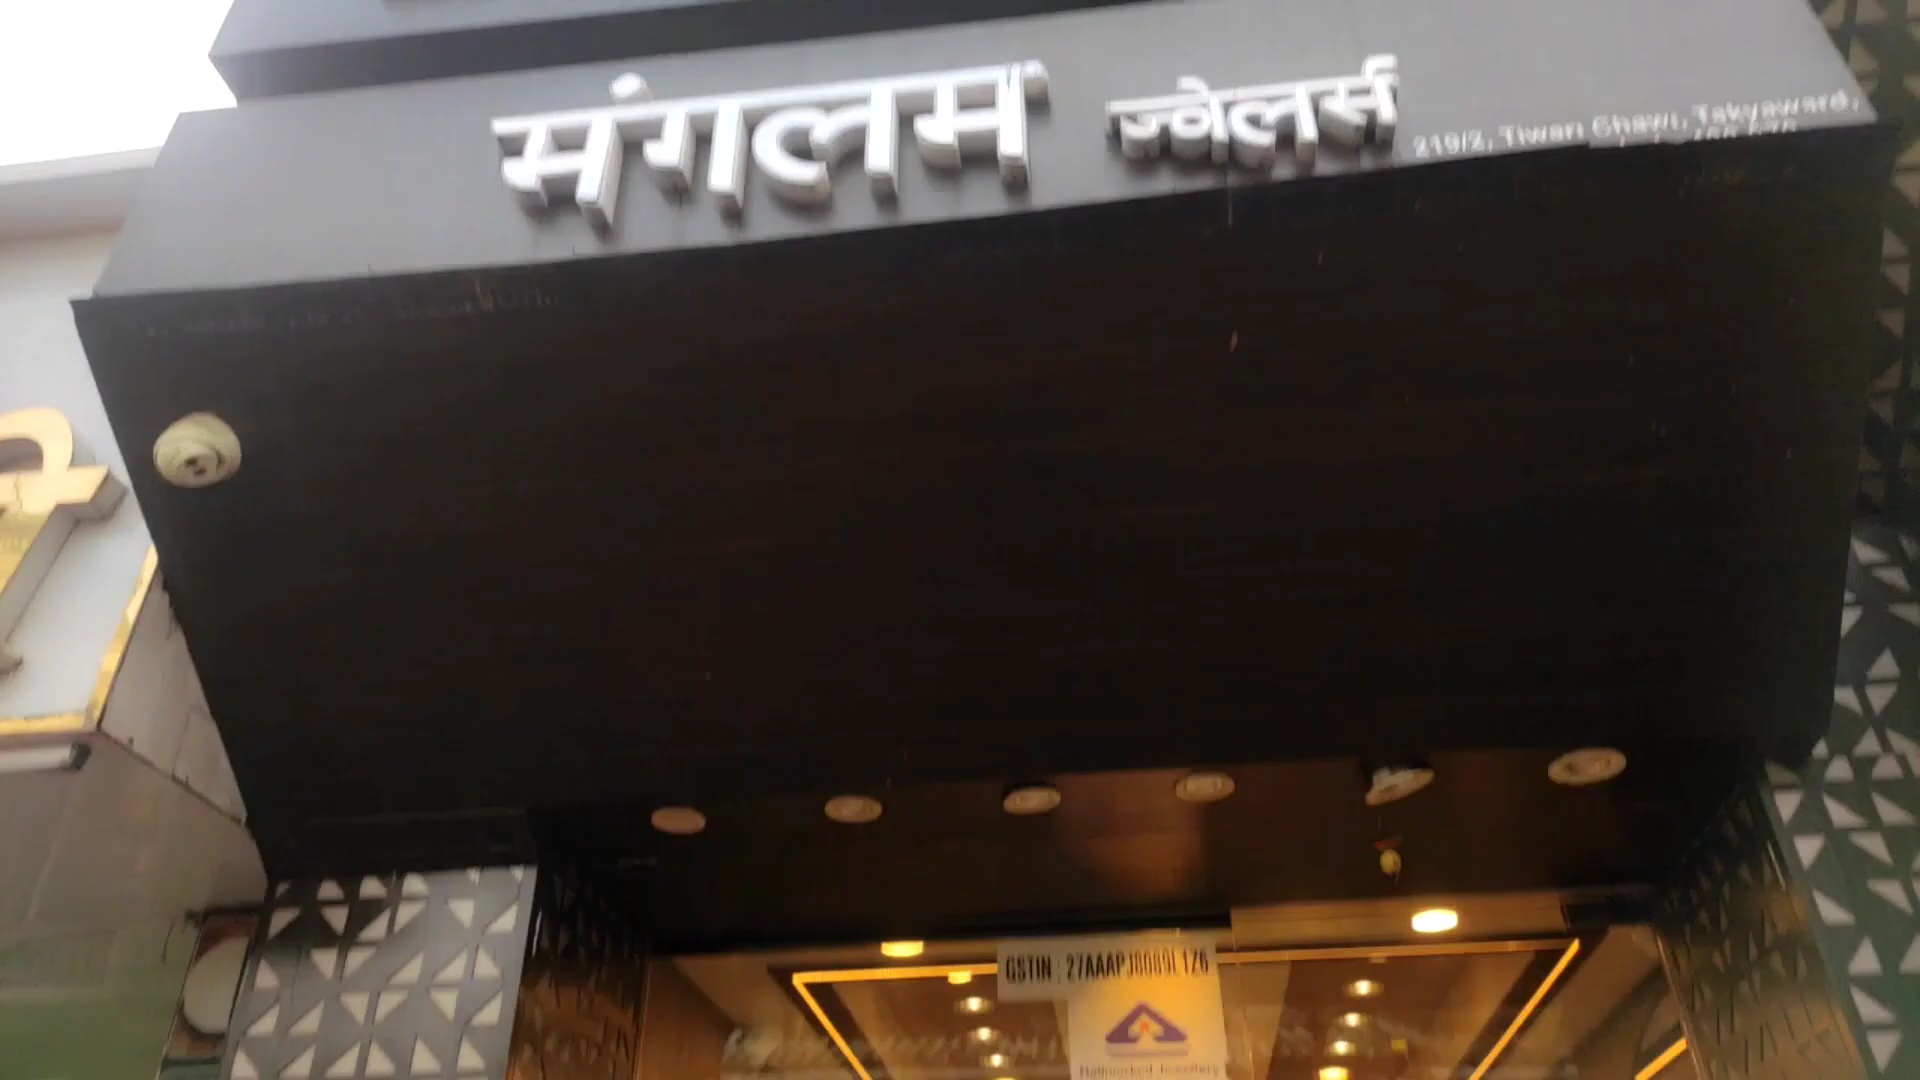 मंगलम ज्वेलर्स
219/2, Tiwari Chawl, Takyaward,
GSTIN : 27AAAPJ8089L1Z6
Hallmarked Jewellery